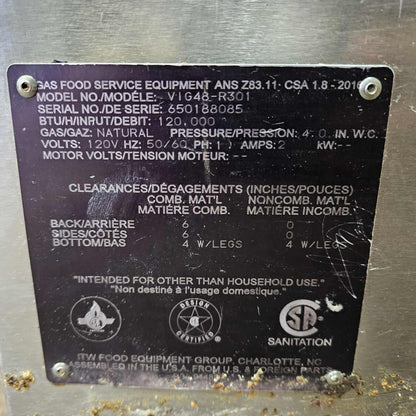 GAS FOOD SERVICE EQUIPMENT ANS Z83.11- CSA 1.8 - 2016
MODEL NO./MODÈLE: VIG48-R301
SERIAL NO./DE SERIE: 650188085
BTU/H/INPUT/DEBIT: 120,000
GAS/GAZ: NATURAL PRESSURE/PRESSION: 4.0 IN. W.C.
VOLTS: 120V HZ: 50/60 PH: 1 AMPS: 2 kW: --
MOTOR VOLTS/TENSION MOTEUR: --
CLEARANCES/DÉGAGEMENTS (INCHES/POUCES)
COMB. MAT'L NONCOMB. MAT'L
MATIÈRE COMB. MATIÈRE INCOMB.
BACK/ARRIÈRE 6 0
SIDES/CÔTÉS 6 0
BOTTOM/BAS 4 W/LEGS 4 W/LEGS
"INTENDED FOR OTHER THAN HOUSEHOLD USE."
"Non destiné à l'usage domestique."
DESIGN
CERTIFIED
SA
SANITATION
ITW FOOD EQUIPMENT GROUP, CHARLOTTE, NC
ASSEMBLED IN THE U.S.A. FROM U.S. & FOREIGN PARTS